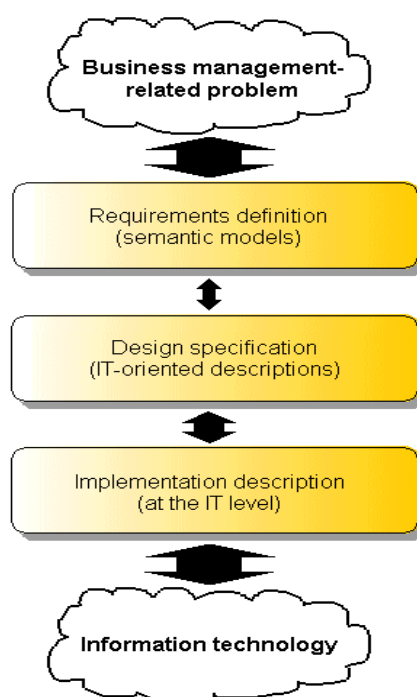 Business management-
related problem
Requirements definition
(semantic models)
Design specification
(IT-oriented descriptions)
Implementation description
(at the IT level)
Information technology